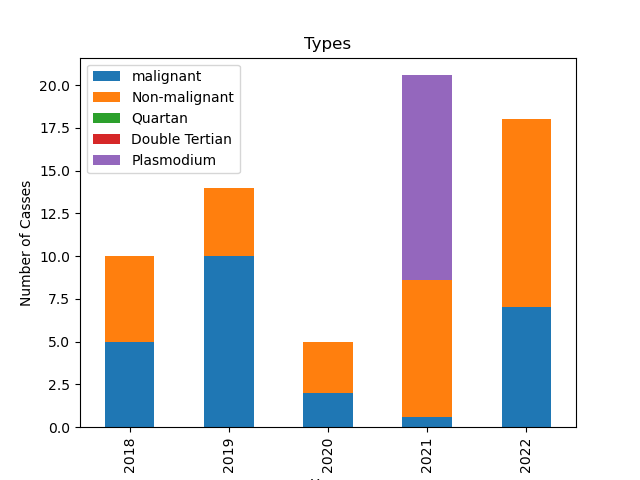 Types
malignant
Non-malignant
Quartan
Double Tertian
Plasmodium
Number of Casses
20.0
17.5
15.0
12.5
10.0
7.5
5.0
2.5
0.0
2018
2019
2020
2021
2022